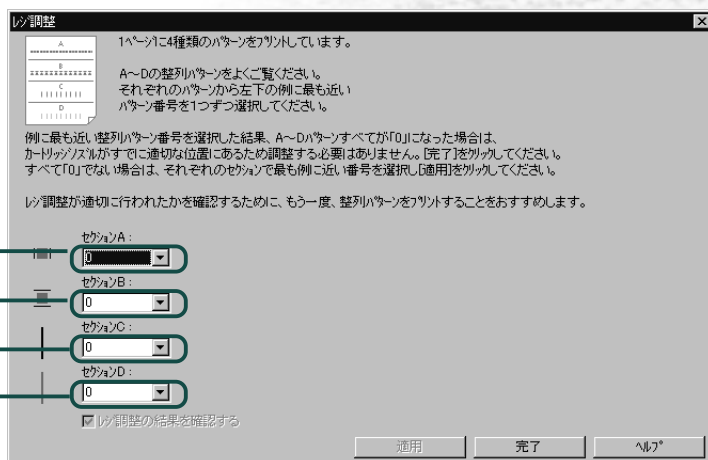 レジ調整
A
B
C
D
1ページに4種類のパターンをプリントしています。
A～Dの整列パターンをよくご覧ください。
それぞれのパターンから左下の例に最も近い
パターン番号を1つずつ選択してください。
例に最も近い整列パターン番号を選択した結果、A～Dパターンすべてが「0」になった場合は、
カートリッジノズルがすでに適切な位置にあるため調整する必要はありません。[完了]をクリックしてください。
すべて「0」でない場合は、それぞれのセクションで最も例に近い番号を選択し[適用]をクリックしてください。
レジ調整が適切に行われたかを確認するために、もう一度、整列パターンをプリントすることをおすすめします。
セクションA:
0
セクションB:
0
セクションC:
0
セクションD:
0
レジ調整の結果を確認する
適用 完了 ヘルプ